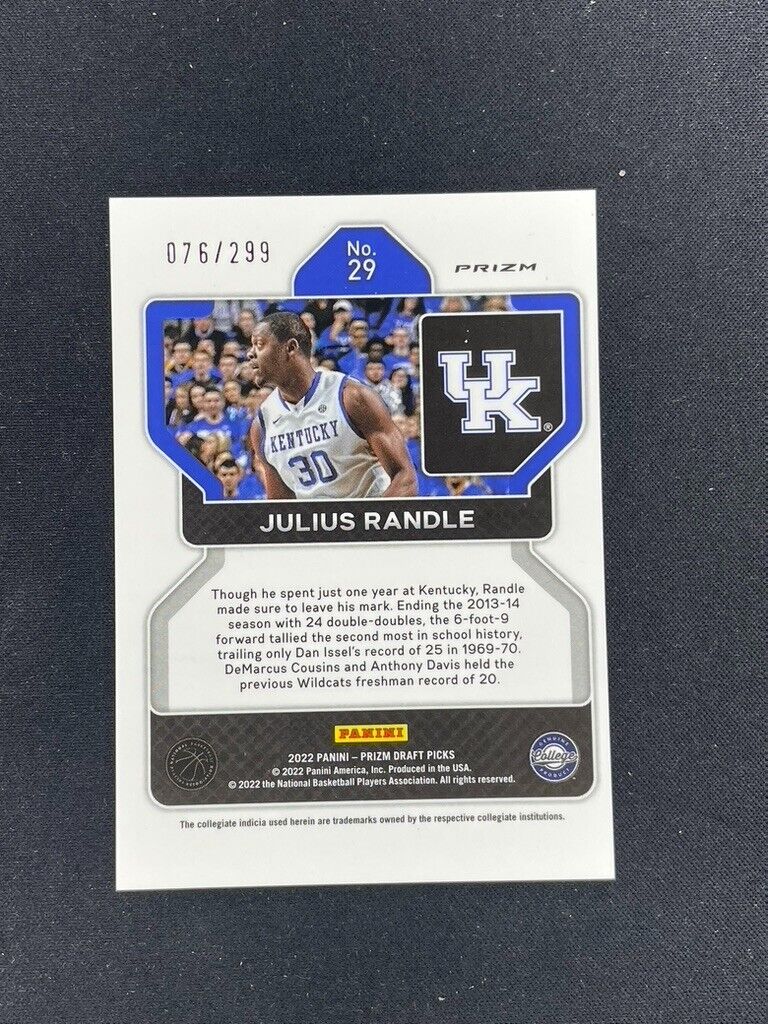 076/299
No.
29
PRIZM
UK
®
KENTUCKY
30
JULIUS RANDLE
Though he spent just one year at Kentucky, Randle
made sure to leave his mark. Ending the 2013-14
season with 24 double-doubles, the 6-foot-9
forward tallied the second most in school history,
trailing only Dan Issel's record of 25 in 1969-70.
DeMarcus Cousins and Anthony Davis held the
previous Wildcats freshman record of 20.
PANINI
2022 PANINI – PRIZM DRAFT PICKS
© 2022 Panini America, Inc. Produced in the USA.
© 2022 the National Basketball Players Association. All rights reserved.
GENUINE
College
PRODUCT
The collegiate indicia used herein are trademarks owned by the respective collegiate institutions.